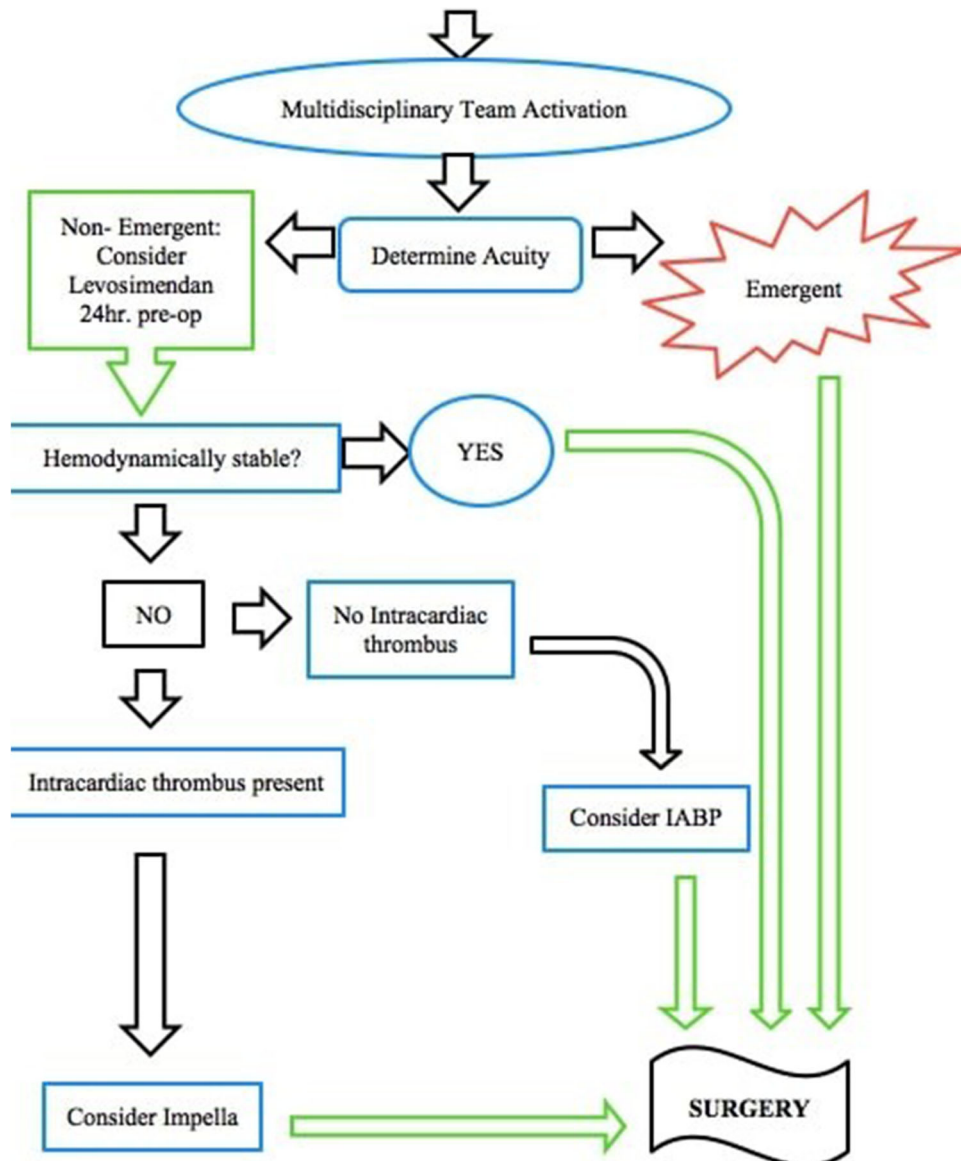 Multidisciplinary Team Activation
Non- Emergent:
Consider
Levosimendan
24hr. pre-op
Determine Acuity
Emergent
Hemodynamically stable?
YES
NO
No Intracardiac
thrombus
Intracardiac thrombus present
Consider IABP
Consider Impella
SURGERY